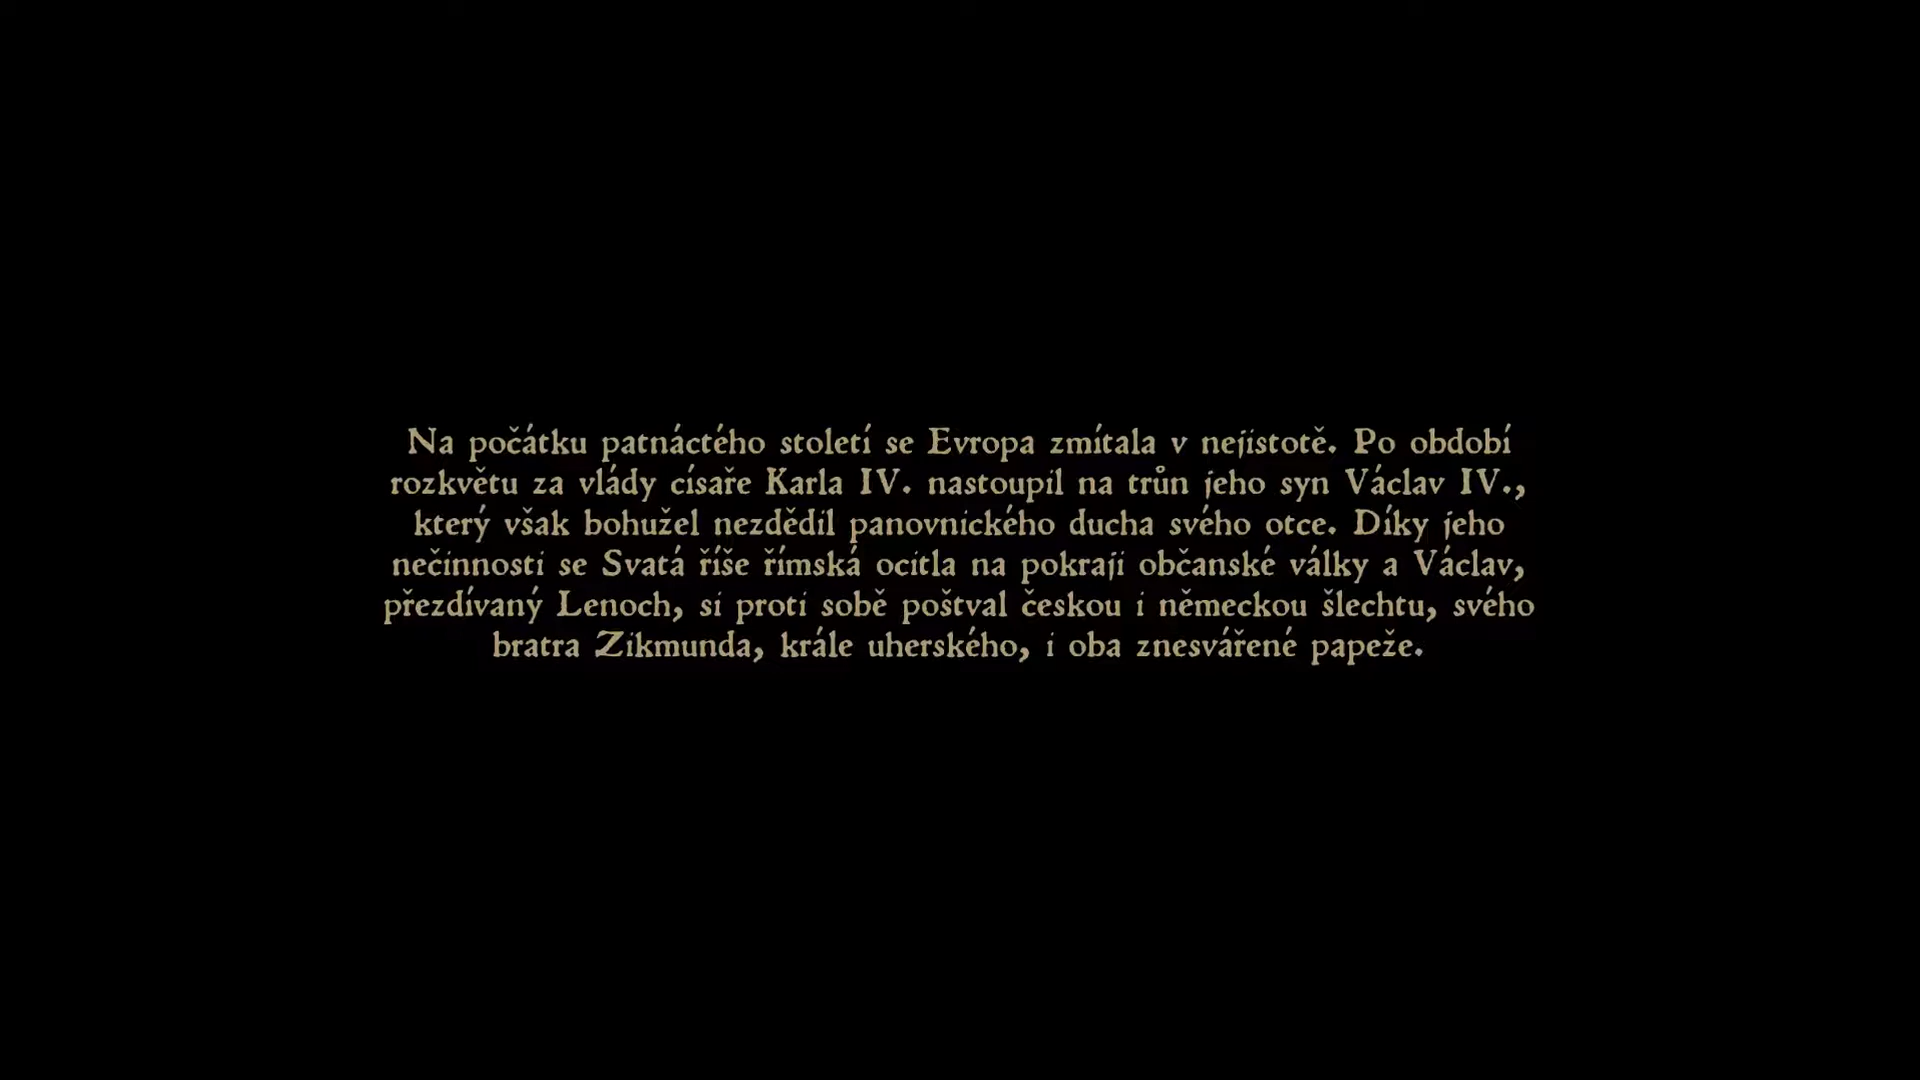 Na počátku patnáctého století se Evropa zmítala v nejistotě. Po období
rozkvětu za vlády císaře Karla IV. nastoupil na trůn jeho syn Václav IV.,
který však bohužel nezdědil panovnického ducha svého otce. Díky jeho
nečinnosti se Svatá říše římská ocitla na pokraji občanské války a Václav,
přezdívaný Lenoch, si proti sobě poštval českou i německou šlechtu, svého
bratra Zikmunda, krále uherského, i oba znesvářené papeže.